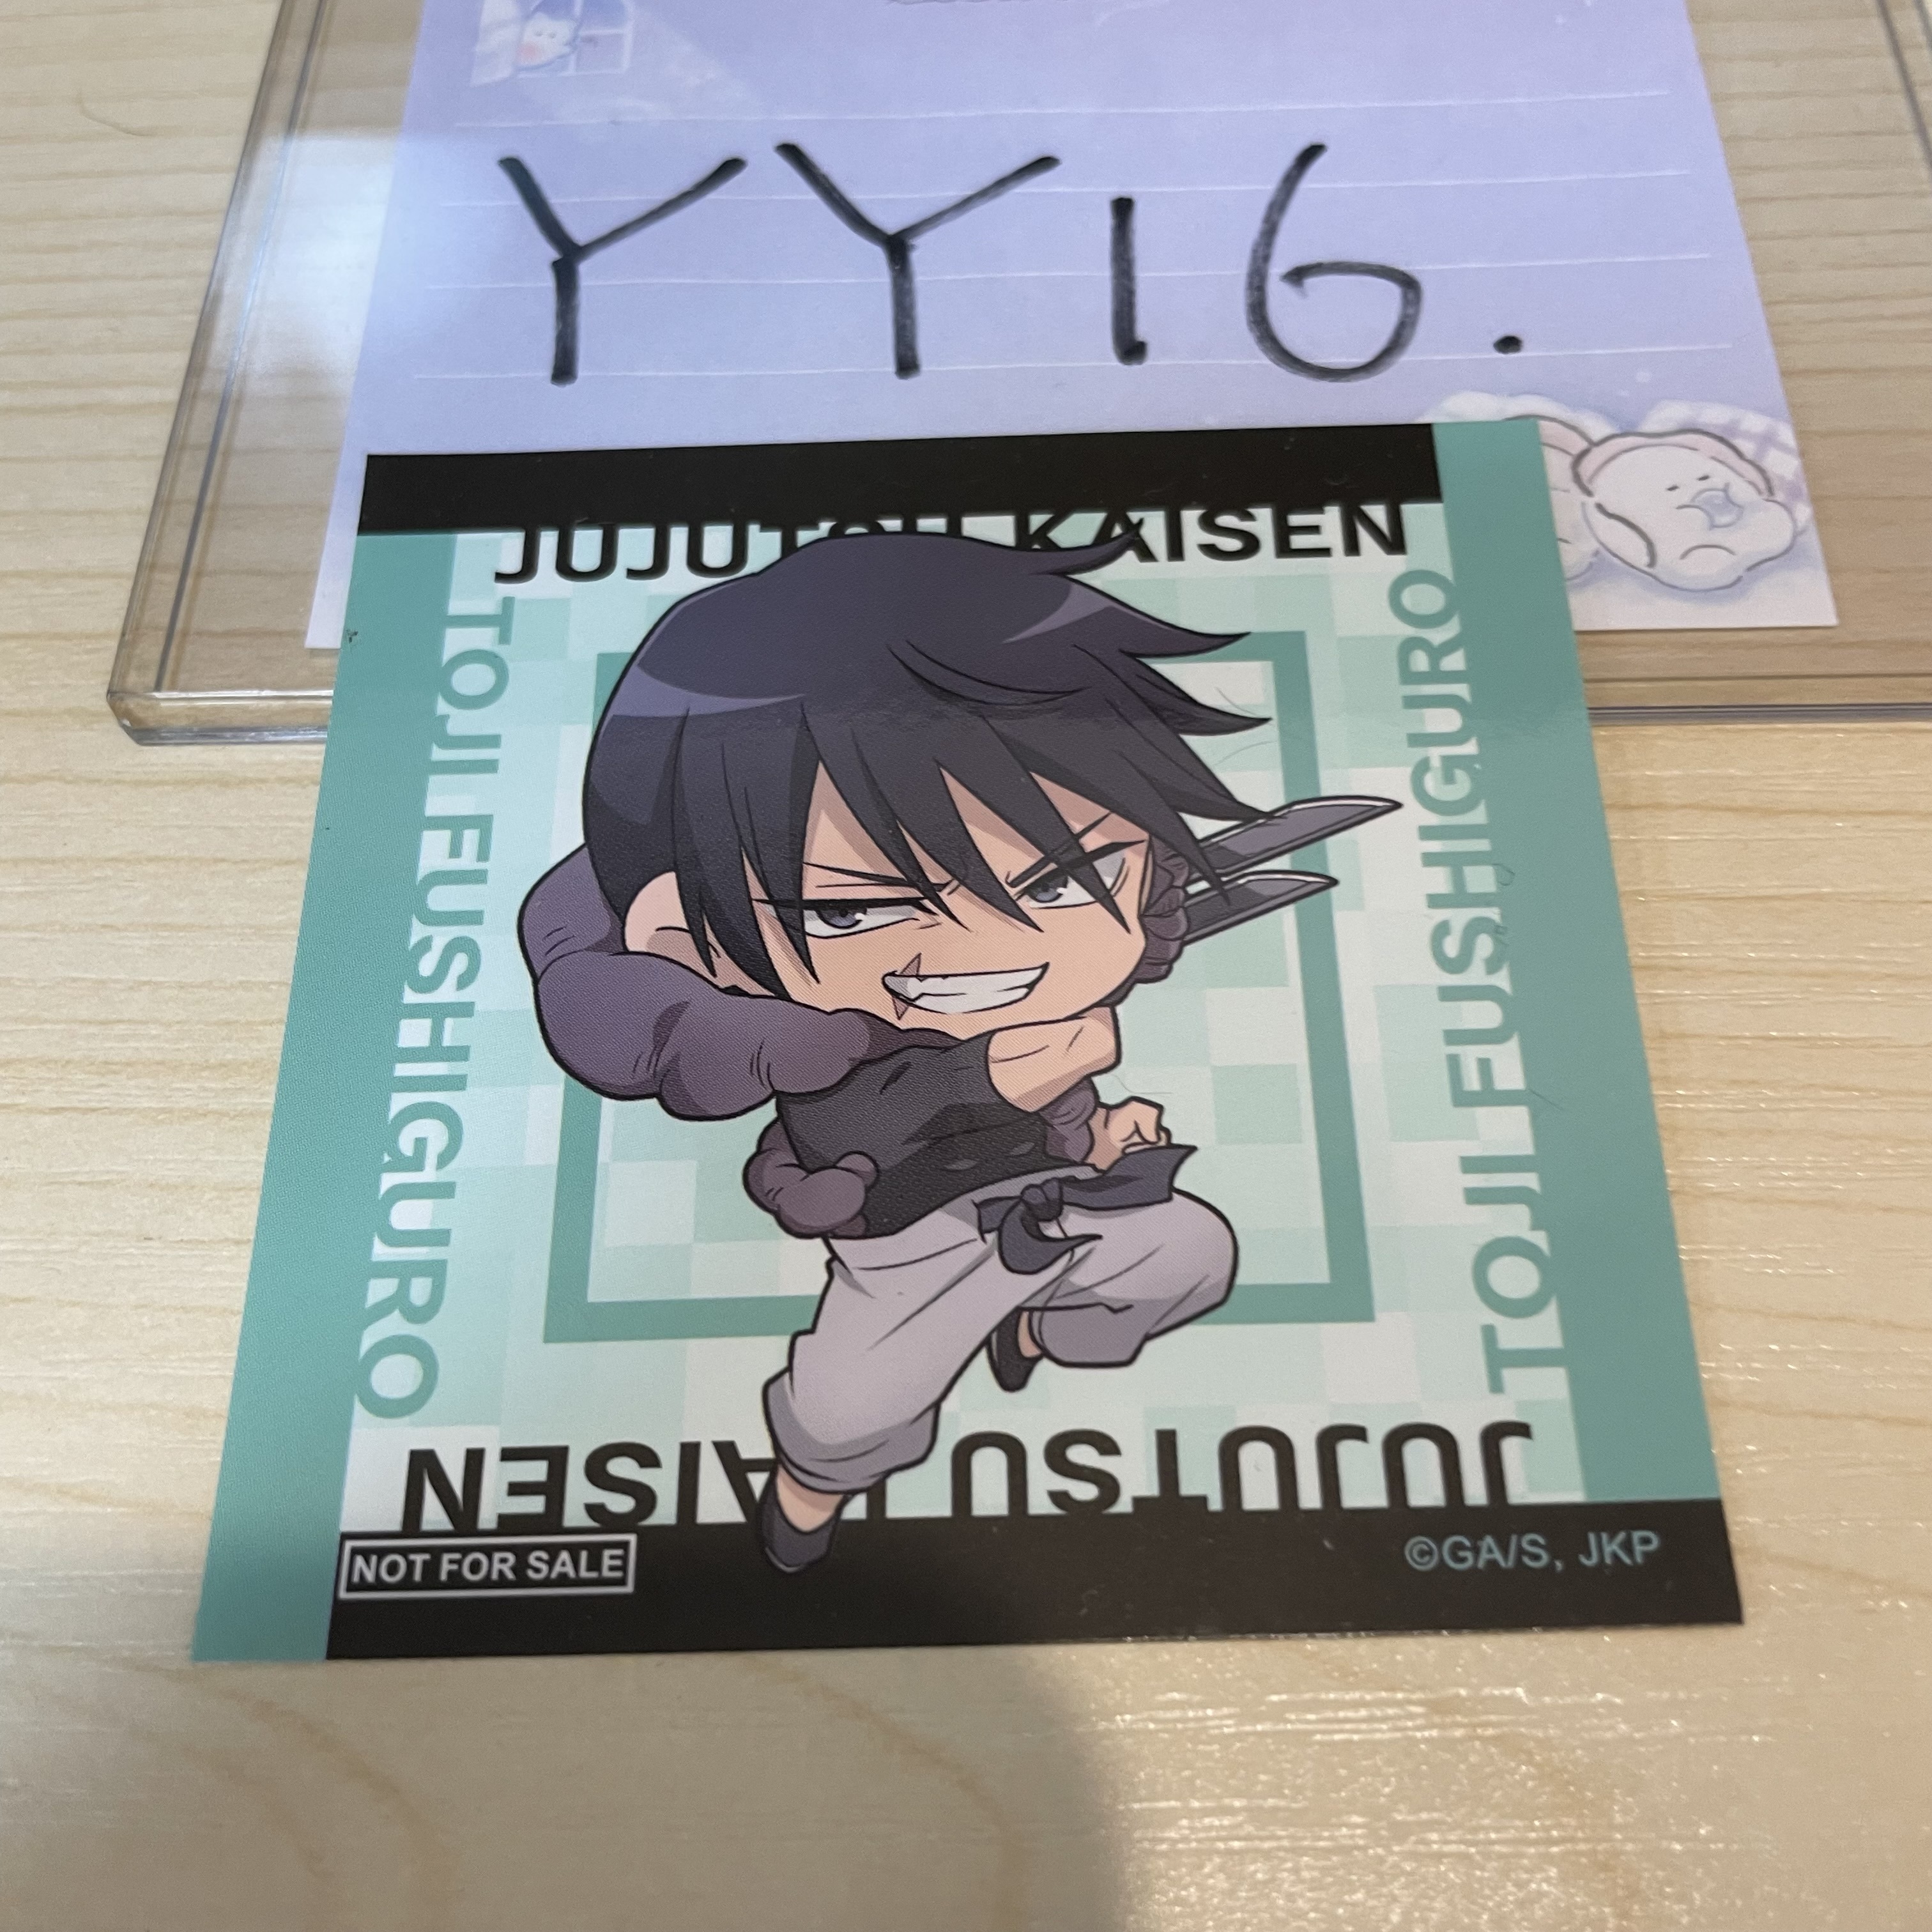 YY16.
JUJUTSU KAISEN
TOJI FUSHIGURO
TOJI FUSHIGURO
JUJUTSU KAISEN
NOT FOR SALE
©GA/S, JKP